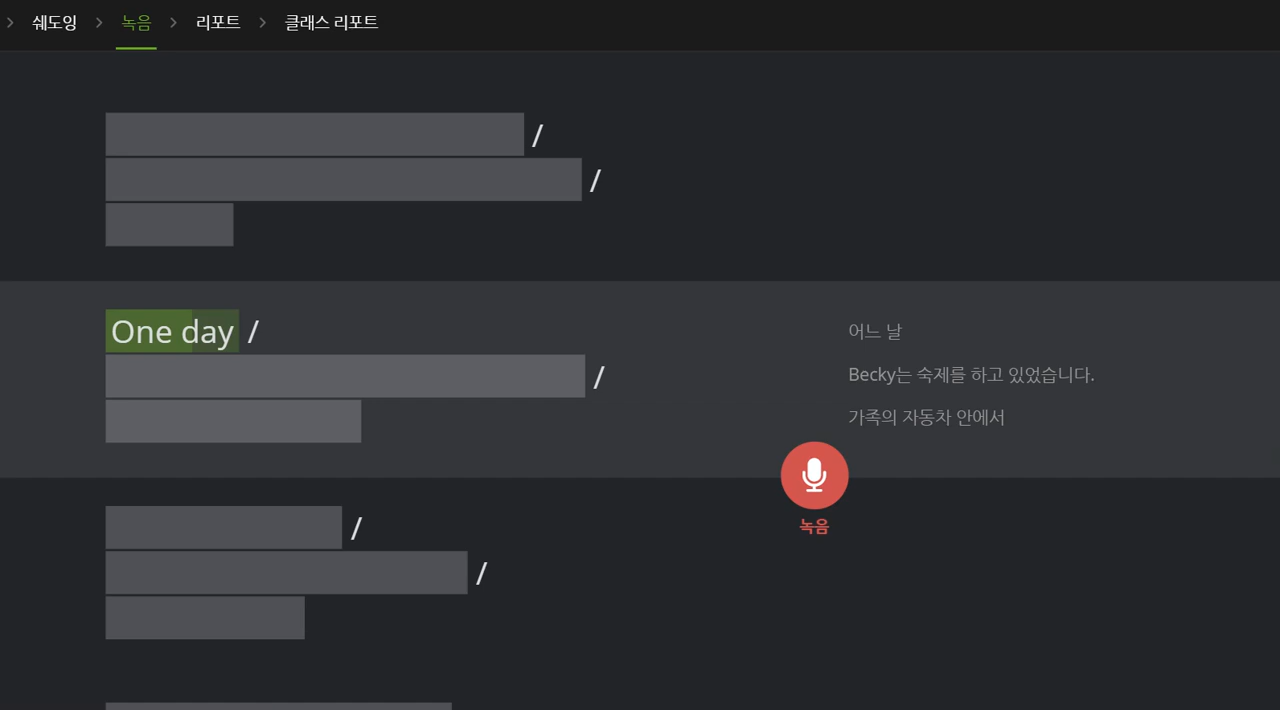 쉐도잉 녹음 리포트 클래스 리포트
/
/
One day /
/
어느 날
Becky는 숙제를 하고 있었습니다.
가족의 자동차 안에서
녹음
/
/